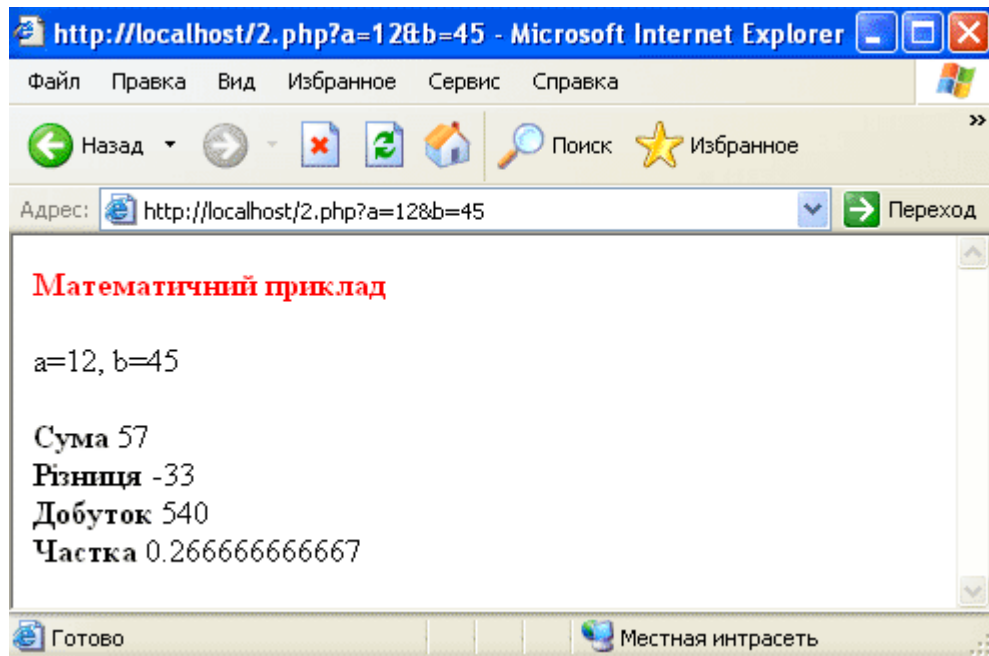 http://localhost/2.php?a=12&b=45 - Microsoft Internet Explorer
Файл Правка Вид Избранное Сервис Справка
Назад Поиск Избранное »
Адрес: http://localhost/2.php?a=12&b=45 Переход
Математичний приклад
a=12, b=45
Сума 57
Різниця -33
Добуток 540
Частка 0.266666666667
Готово Местная интрасеть